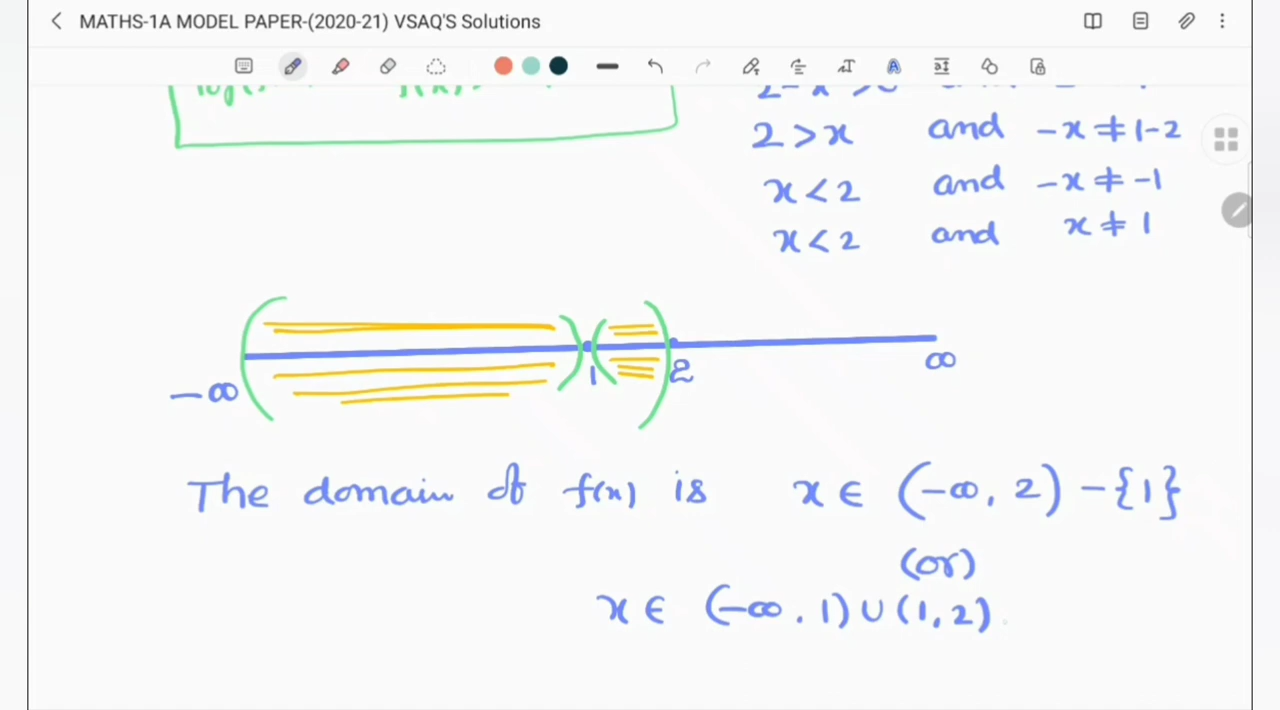 MATHS-1A MODEL PAPER-(2020-21) VSAQ'S Solutions
2 > x and -x ≠ 1-2
x < 2 and -x ≠ -1
x < 2 and x ≠ 1
-∞ 1 2 ∞
The domain of f(x) is x ∈ (-∞, 2) - {1}
(or)
x ∈ (-∞, 1) ∪ (1, 2)